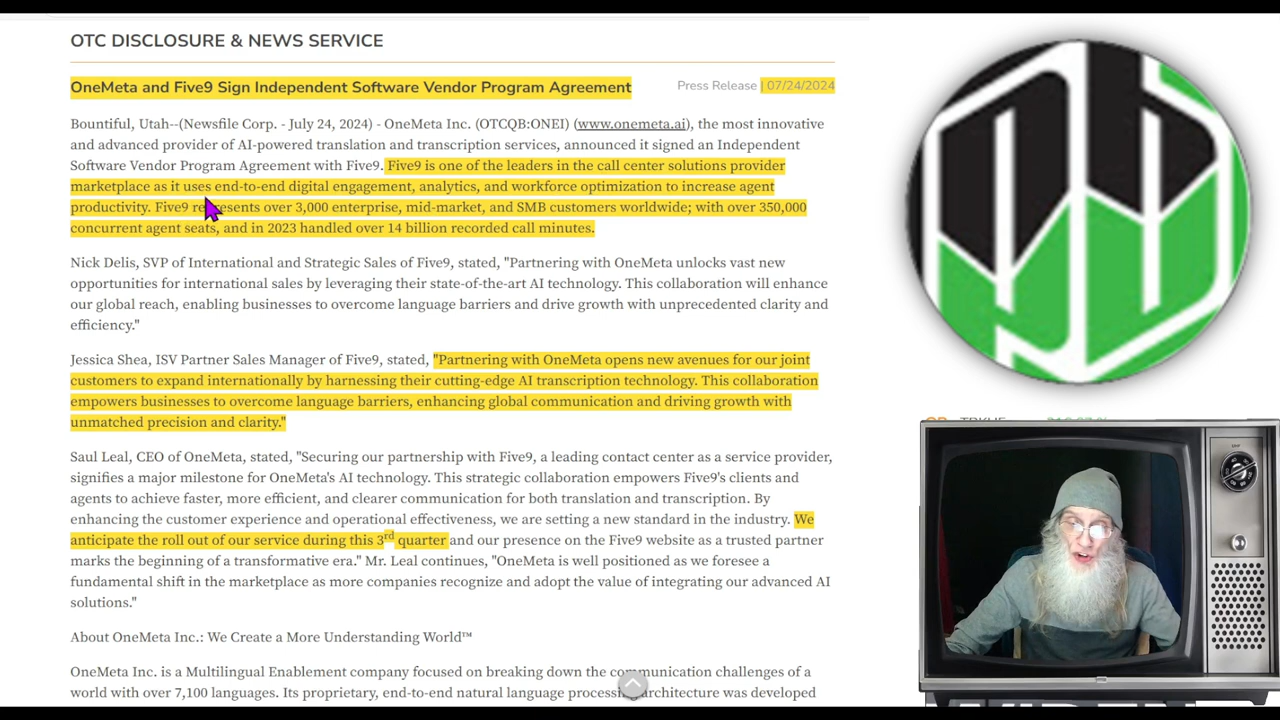 OTC DISCLOSURE & NEWS SERVICE
OneMeta and Five9 Sign Independent Software Vendor Program Agreement
Press Release | 07/24/2024
Bountiful, Utah--(Newsfile Corp. - July 24, 2024) - OneMeta Inc. (OTCQB:ONEI) (www.onemeta.ai), the most innovative
and advanced provider of AI-powered translation and transcription services, announced it signed an Independent
Software Vendor Program Agreement with Five9. Five9 is one of the leaders in the call center solutions provider
marketplace as it uses end-to-end digital engagement, analytics, and workforce optimization to increase agent
productivity. Five9 represents over 3,000 enterprise, mid-market, and SMB customers worldwide; with over 350,000
concurrent agent seats, and in 2023 handled over 14 billion recorded call minutes.
Nick Delis, SVP of International and Strategic Sales of Five9, stated, "Partnering with OneMeta unlocks vast new
opportunities for international sales by leveraging their state-of-the-art AI technology. This collaboration will enhance
our global reach, enabling businesses to overcome language barriers and drive growth with unprecedented clarity and
efficiency."
Jessica Shea, ISV Partner Sales Manager of Five9, stated, "Partnering with OneMeta opens new avenues for our joint
customers to expand internationally by harnessing their cutting-edge AI transcription technology. This collaboration
empowers businesses to overcome language barriers, enhancing global communication and driving growth with
unmatched precision and clarity."
Saul Leal, CEO of OneMeta, stated, "Securing our partnership with Five9, a leading contact center as a service provider,
signifies a major milestone for OneMeta's AI technology. This strategic collaboration empowers Five9's clients and
agents to achieve faster, more efficient, and clearer communication for both translation and transcription. By
enhancing the customer experience and operational effectiveness, we are setting a new standard in the industry. We
anticipate the roll out of our service during this 3rd quarter and our presence on the Five9 website as a trusted partner
marks the beginning of a transformative era." Mr. Leal continues, "OneMeta is well positioned as we foresee a
fundamental shift in the marketplace as more companies recognize and adopt the value of integrating our advanced AI
solutions."
About OneMeta Inc.: We Create a More Understanding World™
OneMeta Inc. is a Multilingual Enablement company focused on breaking down the communication challenges of a
world with over 7,100 languages. Its proprietary, end-to-end natural language processing architecture was developed